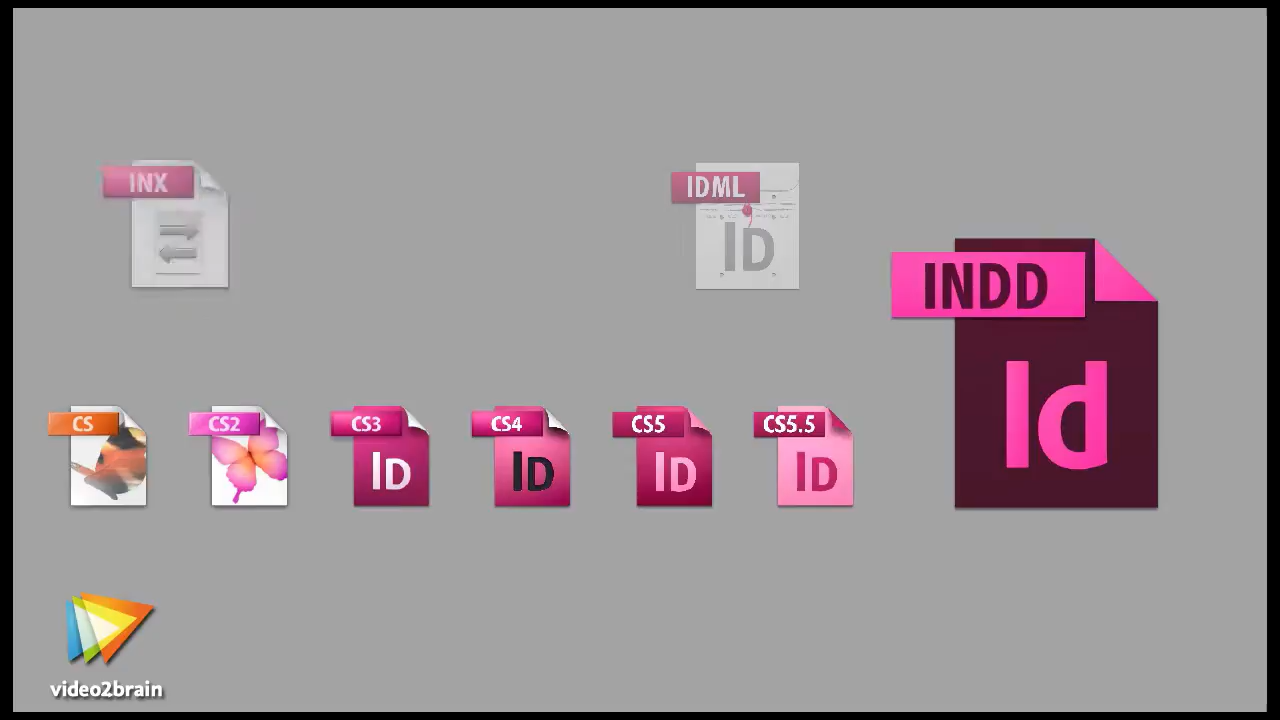 INX
IDML
INDD
Id
ID
CS
CS2
CS3
CS4
CS5
CS5.5
ID
ID
ID
ID
video2brain